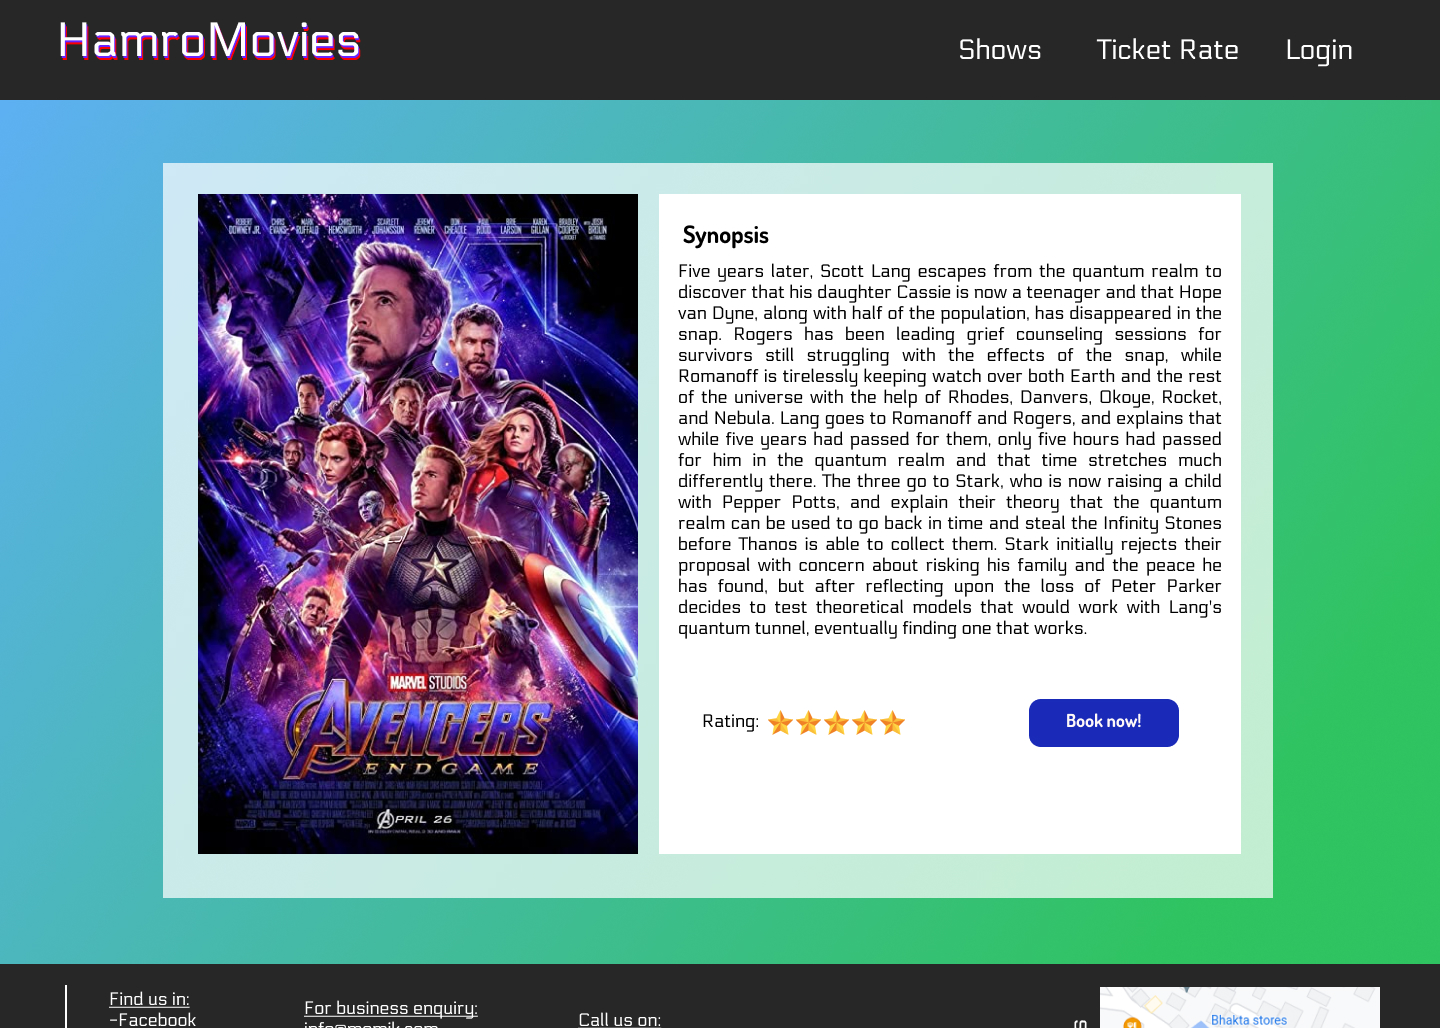 HamroMovies
Shows
Ticket Rate
Login
ROBERT DOWNEY JR.
CHRIS EVANS
MARK RUFFALO
CHRIS HEMSWORTH
SCARLETT JOHANSSON
JEREMY RENNER
DON CHEADLE
PAUL RUDD
BRIE LARSON
KAREN GILLAN
BRADLEY COOPER AS ROCKET
WITH JOSH BROLIN AS THANOS
MARVEL STUDIOS
AVENGERS
ENDGAME
APRIL 26
Synopsis
Five years later, Scott Lang escapes from the quantum realm to
discover that his daughter Cassie is now a teenager and that Hope
van Dyne, along with half of the population, has disappeared in the
snap. Rogers has been leading grief counseling sessions for
survivors still struggling with the effects of the snap, while
Romanoff is tirelessly keeping watch over both Earth and the rest
of the universe with the help of Rhodes, Danvers, Okoye, Rocket,
and Nebula. Lang goes to Romanoff and Rogers, and explains that
while five years had passed for them, only five hours had passed
for him in the quantum realm and that time stretches much
differently there. The three go to Stark, who is now raising a child
with Pepper Potts, and explain their theory that the quantum
realm can be used to go back in time and steal the Infinity Stones
before Thanos is able to collect them. Stark initially rejects their
proposal with concern about risking his family and the peace he
has found, but after reflecting upon the loss of Peter Parker
decides to test theoretical models that would work with Lang's
quantum tunnel, eventually finding one that works.
Rating:
Book now!
Find us in:
-Facebook
For business enquiry:
Call us on:
Bhakta stores